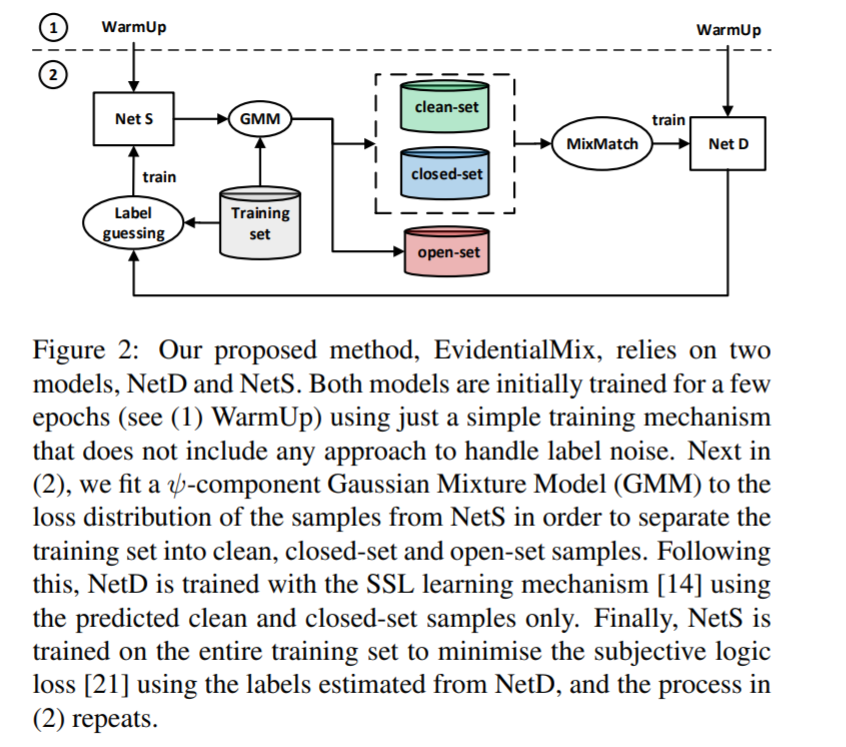 1 WarmUp WarmUp
2
Net S
GMM
clean-set
closed-set
open-set
MixMatch
train
Net D
train
Label
guessing
Training
set
Figure 2: Our proposed method, EvidentialMix, relies on two
models, NetD and NetS. Both models are initially trained for a few
epochs (see (1) WarmUp) using just a simple training mechanism
that does not include any approach to handle label noise. Next in
(2), we fit a ψ-component Gaussian Mixture Model (GMM) to the
loss distribution of the samples from NetS in order to separate the
training set into clean, closed-set and open-set samples. Following
this, NetD is trained with the SSL learning mechanism [14] using
the predicted clean and closed-set samples only. Finally, NetS is
trained on the entire training set to minimise the subjective logic
loss [21] using the labels estimated from NetD, and the process in
(2) repeats.